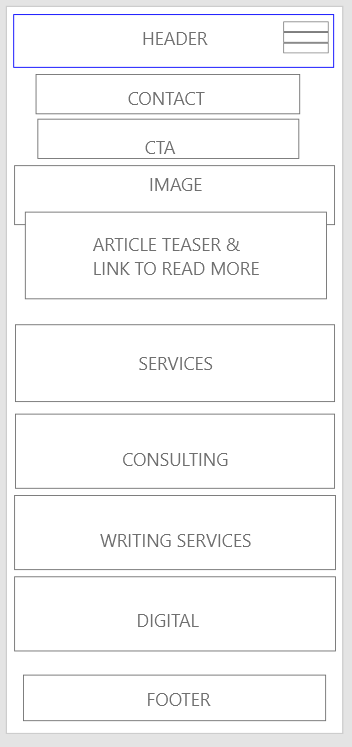 HEADER
CONTACT
CTA
IMAGE
ARTICLE TEASER &
LINK TO READ MORE
SERVICES
CONSULTING
WRITING SERVICES
DIGITAL
FOOTER